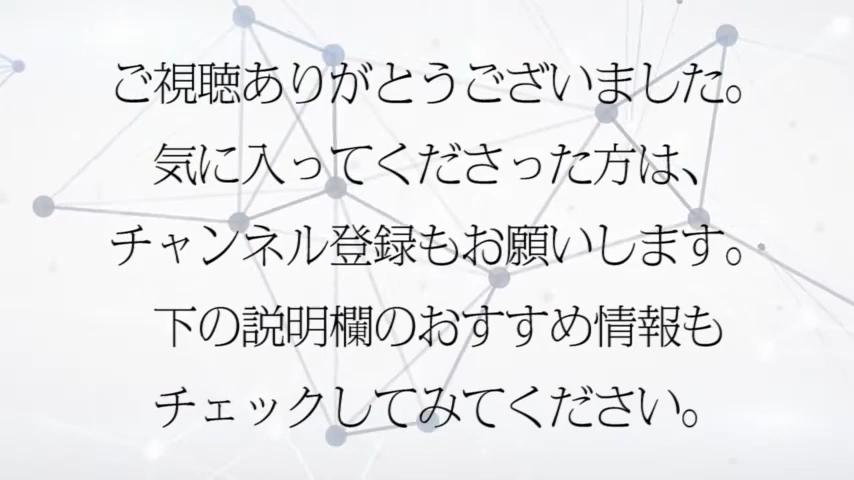 ご視聴ありがとうございました。
気に入ってくださった方は、
チャンネル登録もお願いします。
下の説明欄のおすすめ情報も
チェックしてみてください。